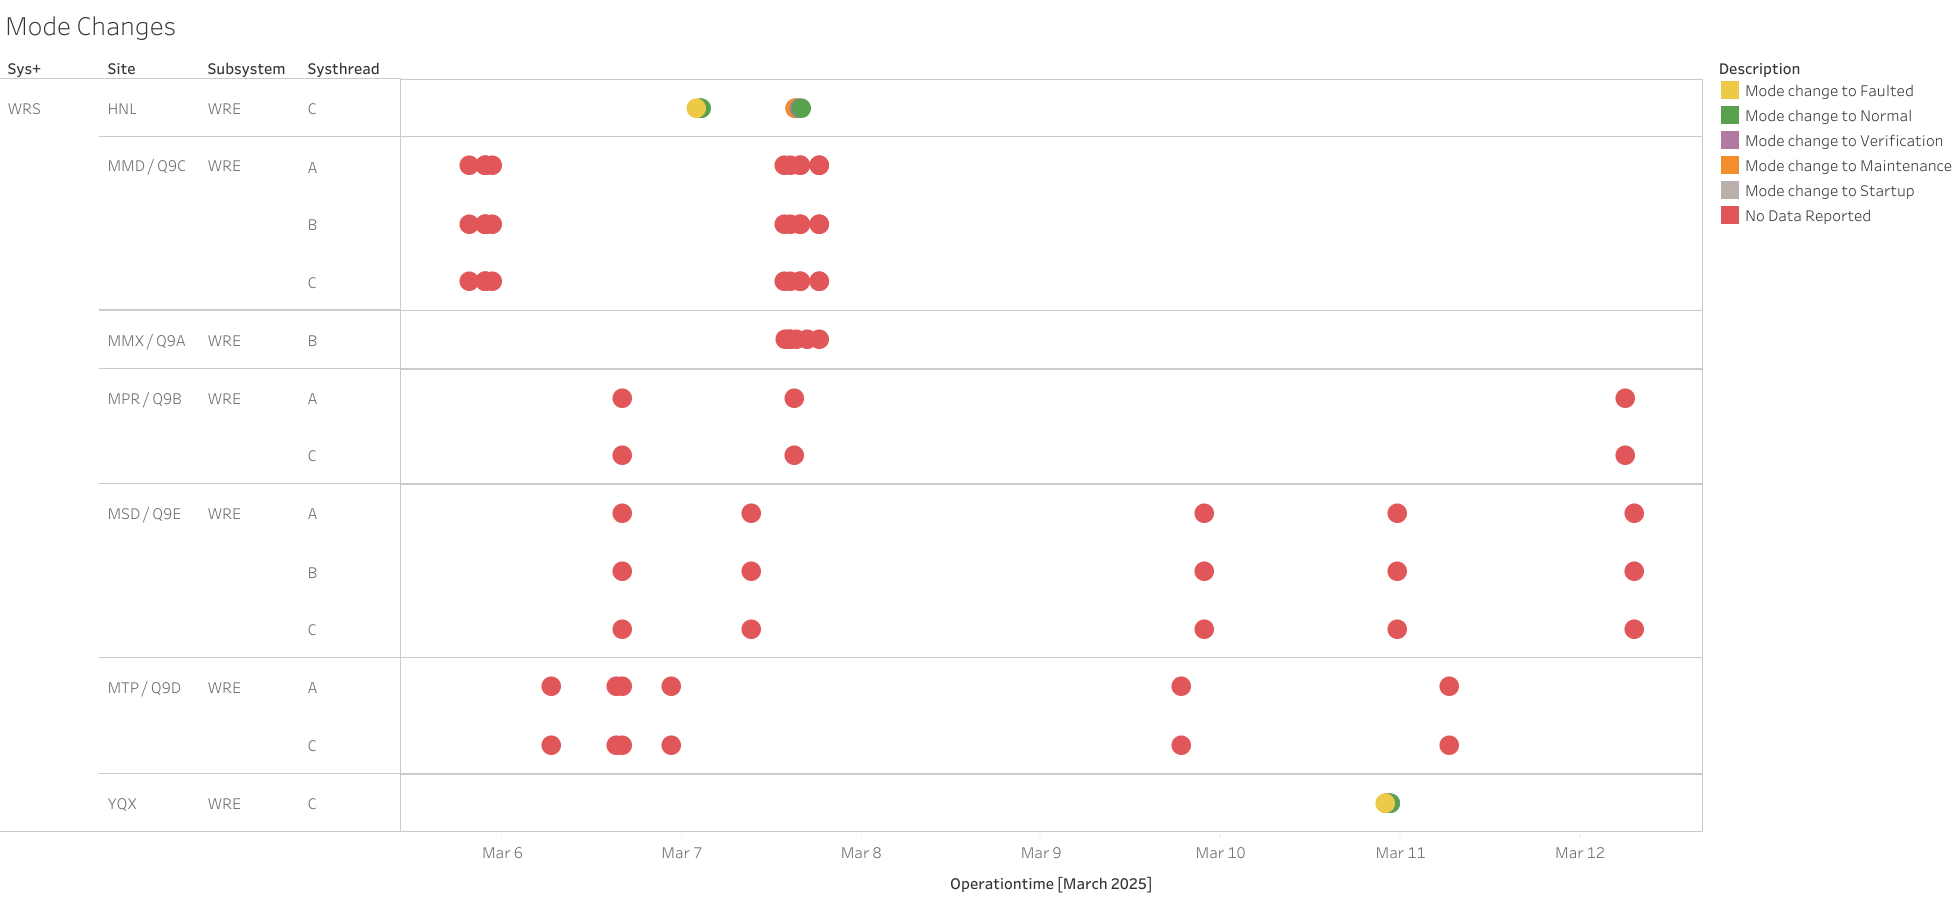 Mode Changes
Sys+ Site Subsystem Systhread
Description
Mode change to Faulted
Mode change to Normal
Mode change to Verification
Mode change to Maintenance
Mode change to Startup
No Data Reported
WRS HNL WRE C
MMD / Q9C WRE A
B
C
MMX / Q9A WRE B
MPR / Q9B WRE A
C
MSD / Q9E WRE A
B
C
MTP / Q9D WRE A
C
YQX WRE C
Mar 6 Mar 7 Mar 8 Mar 9 Mar 10 Mar 11 Mar 12
Operationtime [March 2025]